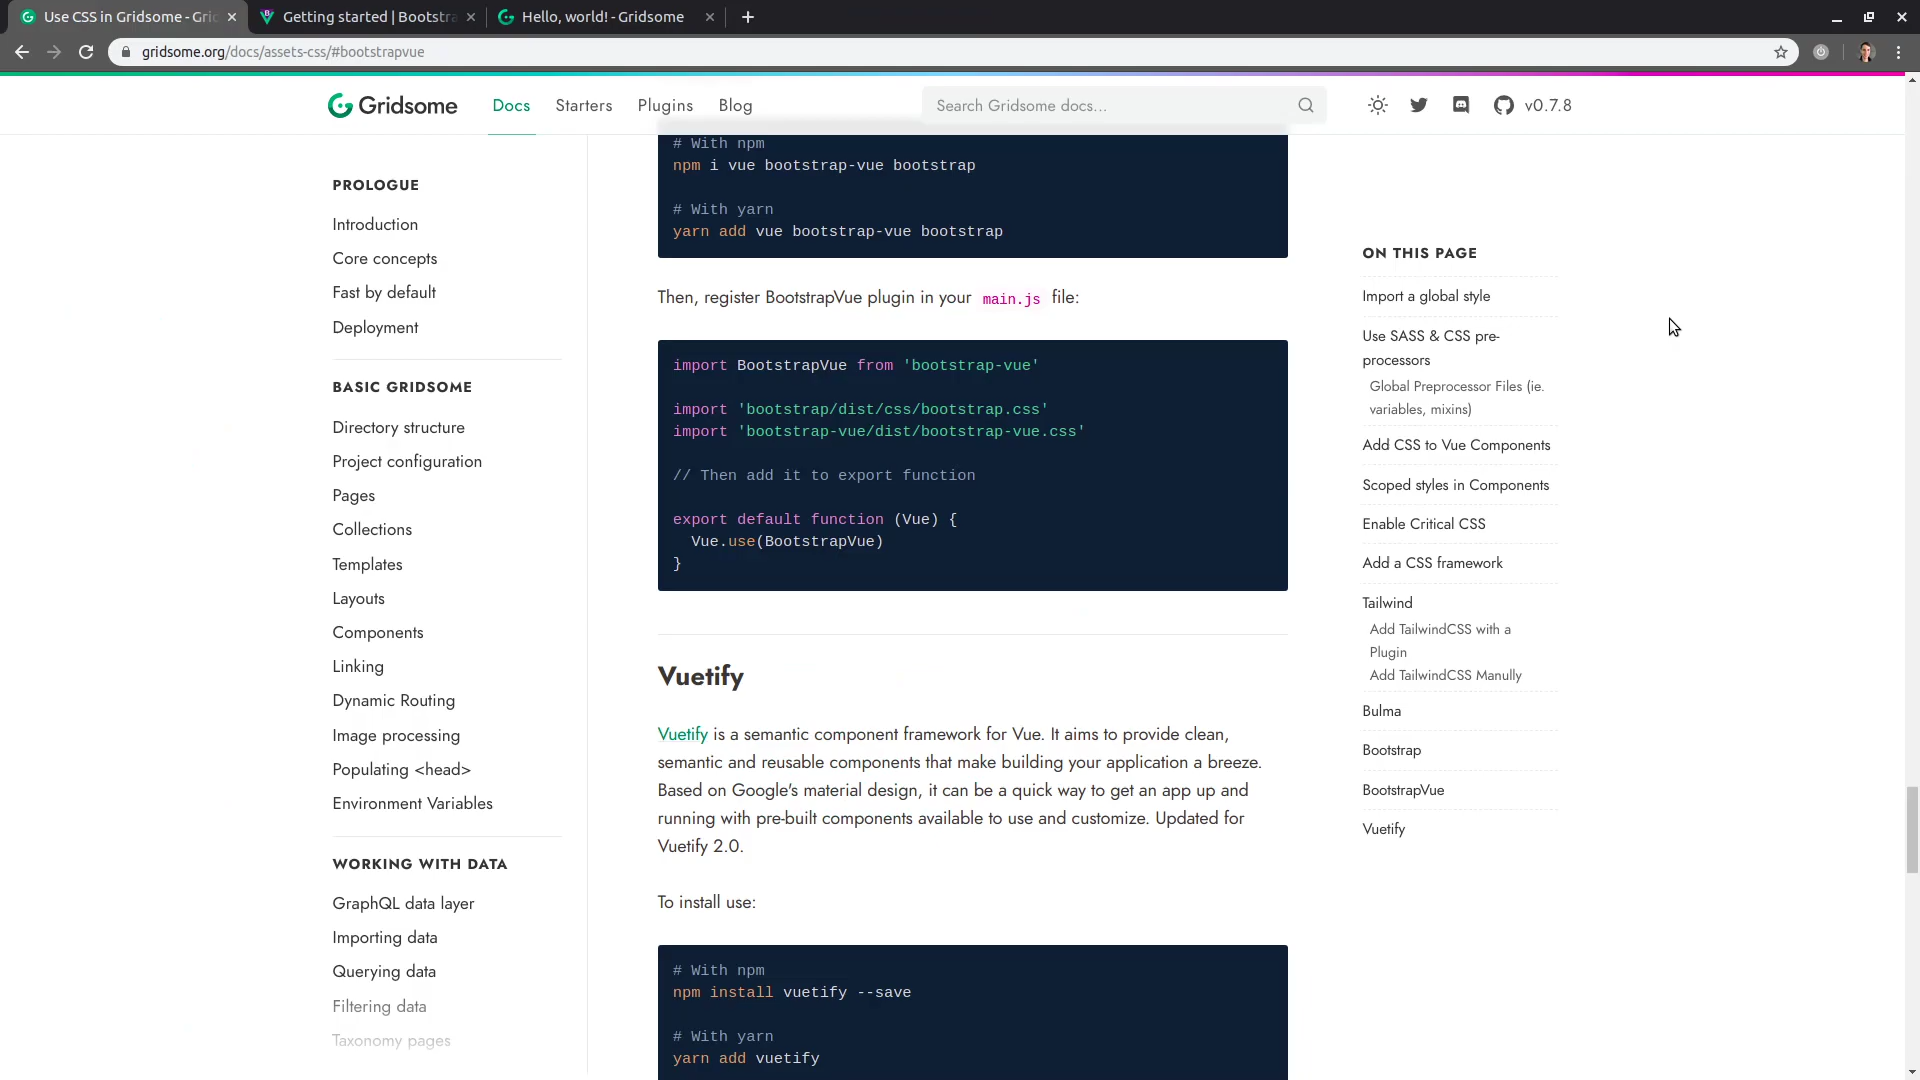 Use CSS in Gridsome - Gri
Getting started | Bootstra
Hello, world! - Gridsome
gridsome.org/docs/assets-css/#bootstrapvue
Gridsome
Docs
Starters
Plugins
Blog
Search Gridsome docs...
v0.7.8
PROLOGUE
Introduction
Core concepts
Fast by default
Deployment
BASIC GRIDSOME
Directory structure
Project configuration
Pages
Collections
Templates
Layouts
Components
Linking
Dynamic Routing
Image processing
Populating <head>
Environment Variables
WORKING WITH DATA
GraphQL data layer
Importing data
Querying data
Filtering data
Taxonomy pages
# With npm
npm i vue bootstrap-vue bootstrap
# With yarn
yarn add vue bootstrap-vue bootstrap
Then, register BootstrapVue plugin in your main.js file:
import BootstrapVue from 'bootstrap-vue'
import 'bootstrap/dist/css/bootstrap.css'
import 'bootstrap-vue/dist/bootstrap-vue.css'
// Then add it to export function
export default function (Vue) {
Vue.use(BootstrapVue)
}
Vuetify
Vuetify is a semantic component framework for Vue. It aims to provide clean,
semantic and reusable components that make building your application a breeze.
Based on Google's material design, it can be a quick way to get an app up and
running with pre-built components available to use and customize. Updated for
Vuetify 2.0.
To install use:
# With npm
npm install vuetify --save
# With yarn
yarn add vuetify
ON THIS PAGE
Import a global style
Use SASS & CSS pre-
processors
Global Preprocessor Files (ie.
variables, mixins)
Add CSS to Vue Components
Scoped styles in Components
Enable Critical CSS
Add a CSS framework
Tailwind
Add TailwindCSS with a
Plugin
Add TailwindCSS Manully
Bulma
Bootstrap
BootstrapVue
Vuetify